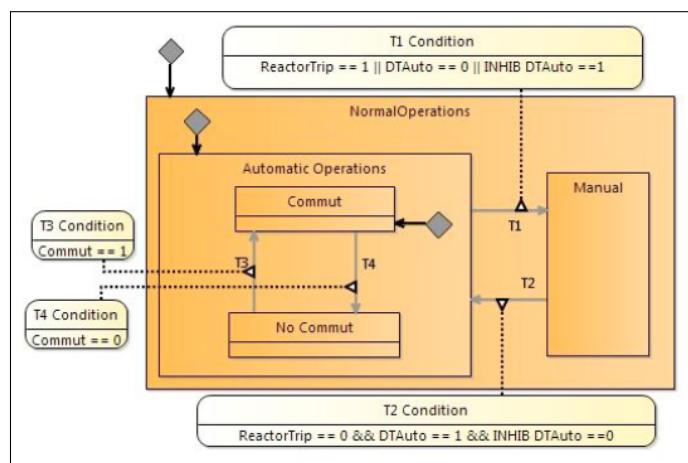 T1 Condition
ReactorTrip == 1 || DTAuto == 0 || INHIB DTAuto ==1
NormalOperations
Automatic Operations
Commut
Manual
T1
T3 Condition
Commut == 1
T3
T4
T2
T4 Condition
Commut == 0
No Commut
T2 Condition
ReactorTrip == 0 && DTAuto == 1 && INHIB DTAuto ==0